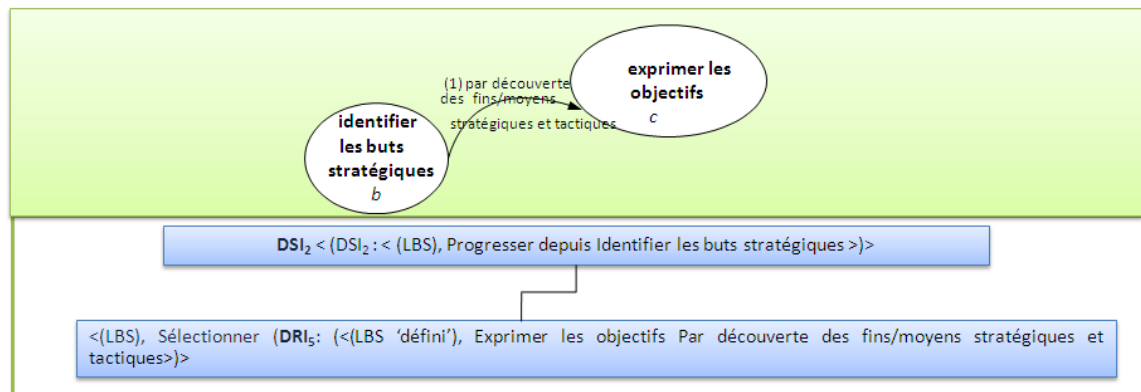 identifier
les buts
stratégiques
b
(1) par découverte
des fins/moyens
stratégiques et tactiques
exprimer les
objectifs
c
DSI₂ < (DSI₂ : < (LBS), Progresser depuis Identifier les buts stratégiques >)>
<(LBS), Sélectionner (DRI₅: (<(LBS ‘défini’), Exprimer les objectifs Par découverte des fins/moyens stratégiques et
tactiques>)>